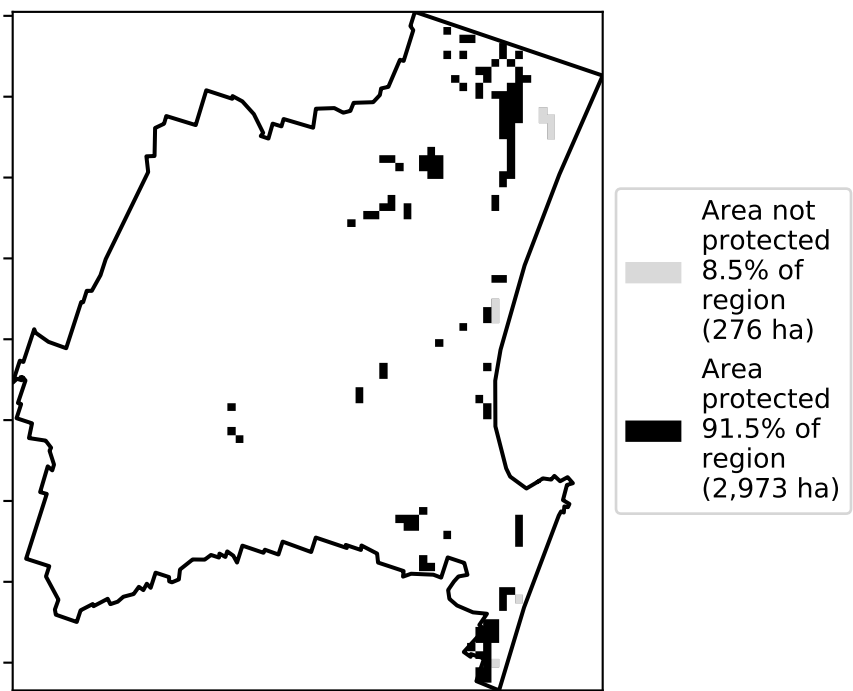 Area not
protected
8.5% of
region
(276 ha)
Area
protected
91.5% of
region
(2,973 ha)